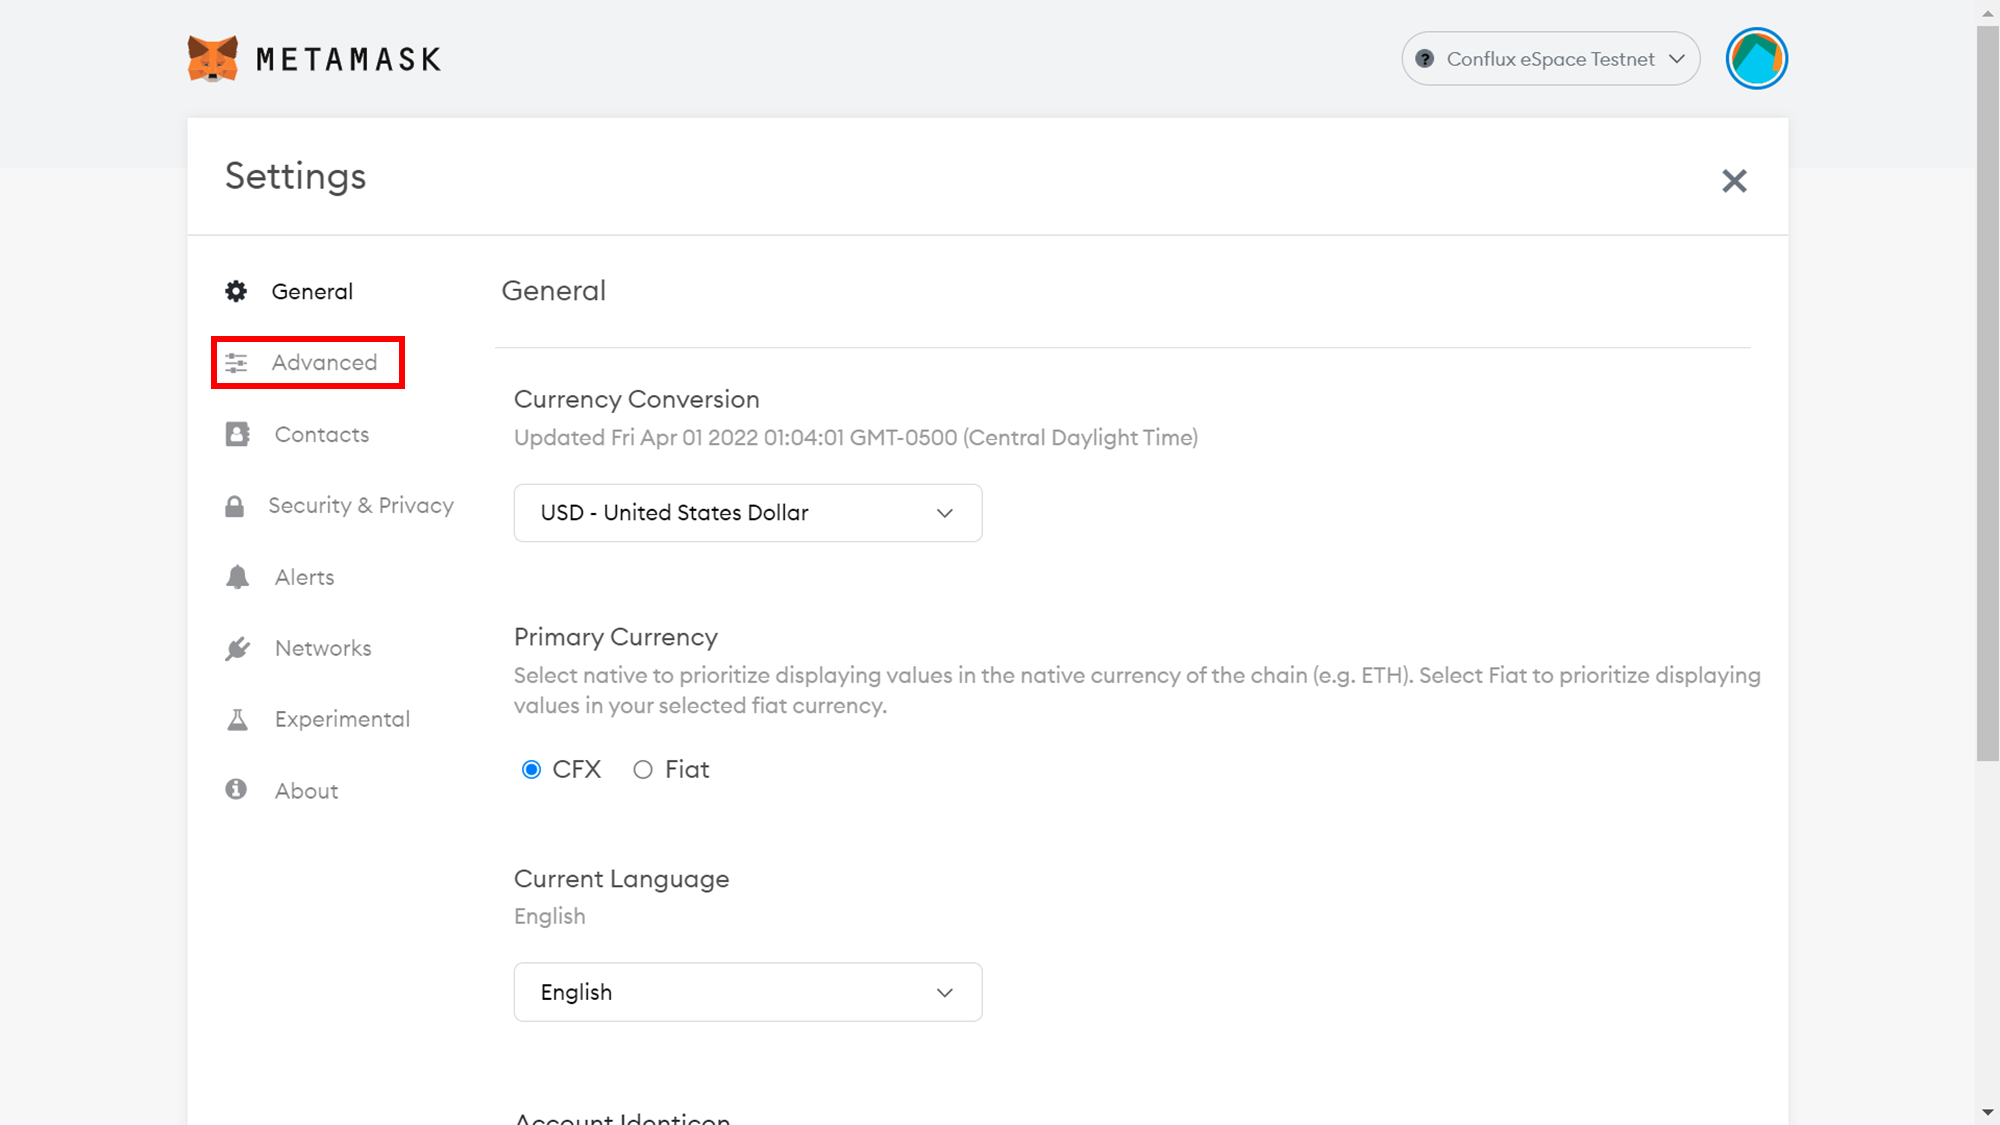 METAMASK
? Conflux eSpace Testnet
Settings
General
Advanced
Contacts
Security & Privacy
Alerts
Networks
Experimental
About
General
Currency Conversion
Updated Fri Apr 01 2022 01:04:01 GMT-0500 (Central Daylight Time)
USD - United States Dollar
Primary Currency
Select native to prioritize displaying values in the native currency of the chain (e.g. ETH). Select Fiat to prioritize displaying
values in your selected fiat currency.
CFX Fiat
Current Language
English
English
Account Identicon